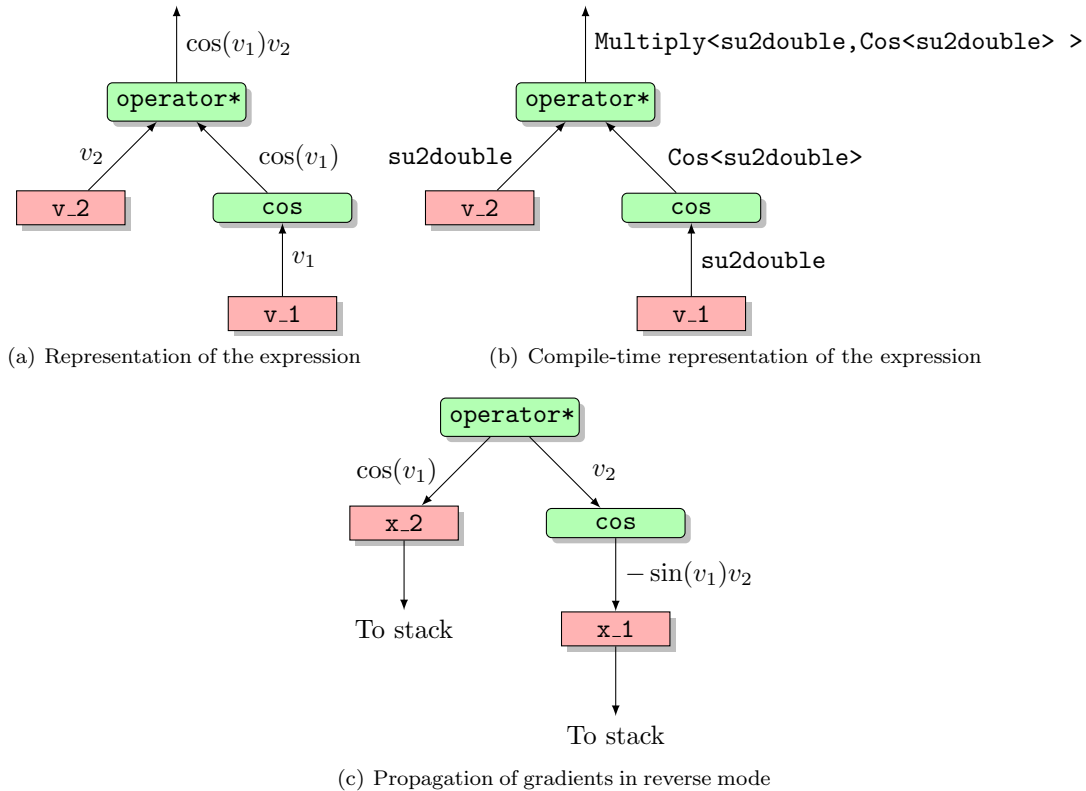 cos(v₁)v₂
Multiply<su2double,Cos<su2double> >
operator*
operator*
v₂
cos(v₁)
su2double
Cos<su2double>
v_2
cos
v_2
cos
v₁
su2double
v_1
v_1
(a) Representation of the expression
(b) Compile-time representation of the expression
operator*
cos(v₁)
v₂
x_2
cos
− sin(v₁)v₂
To stack
x_1
To stack
(c) Propagation of gradients in reverse mode